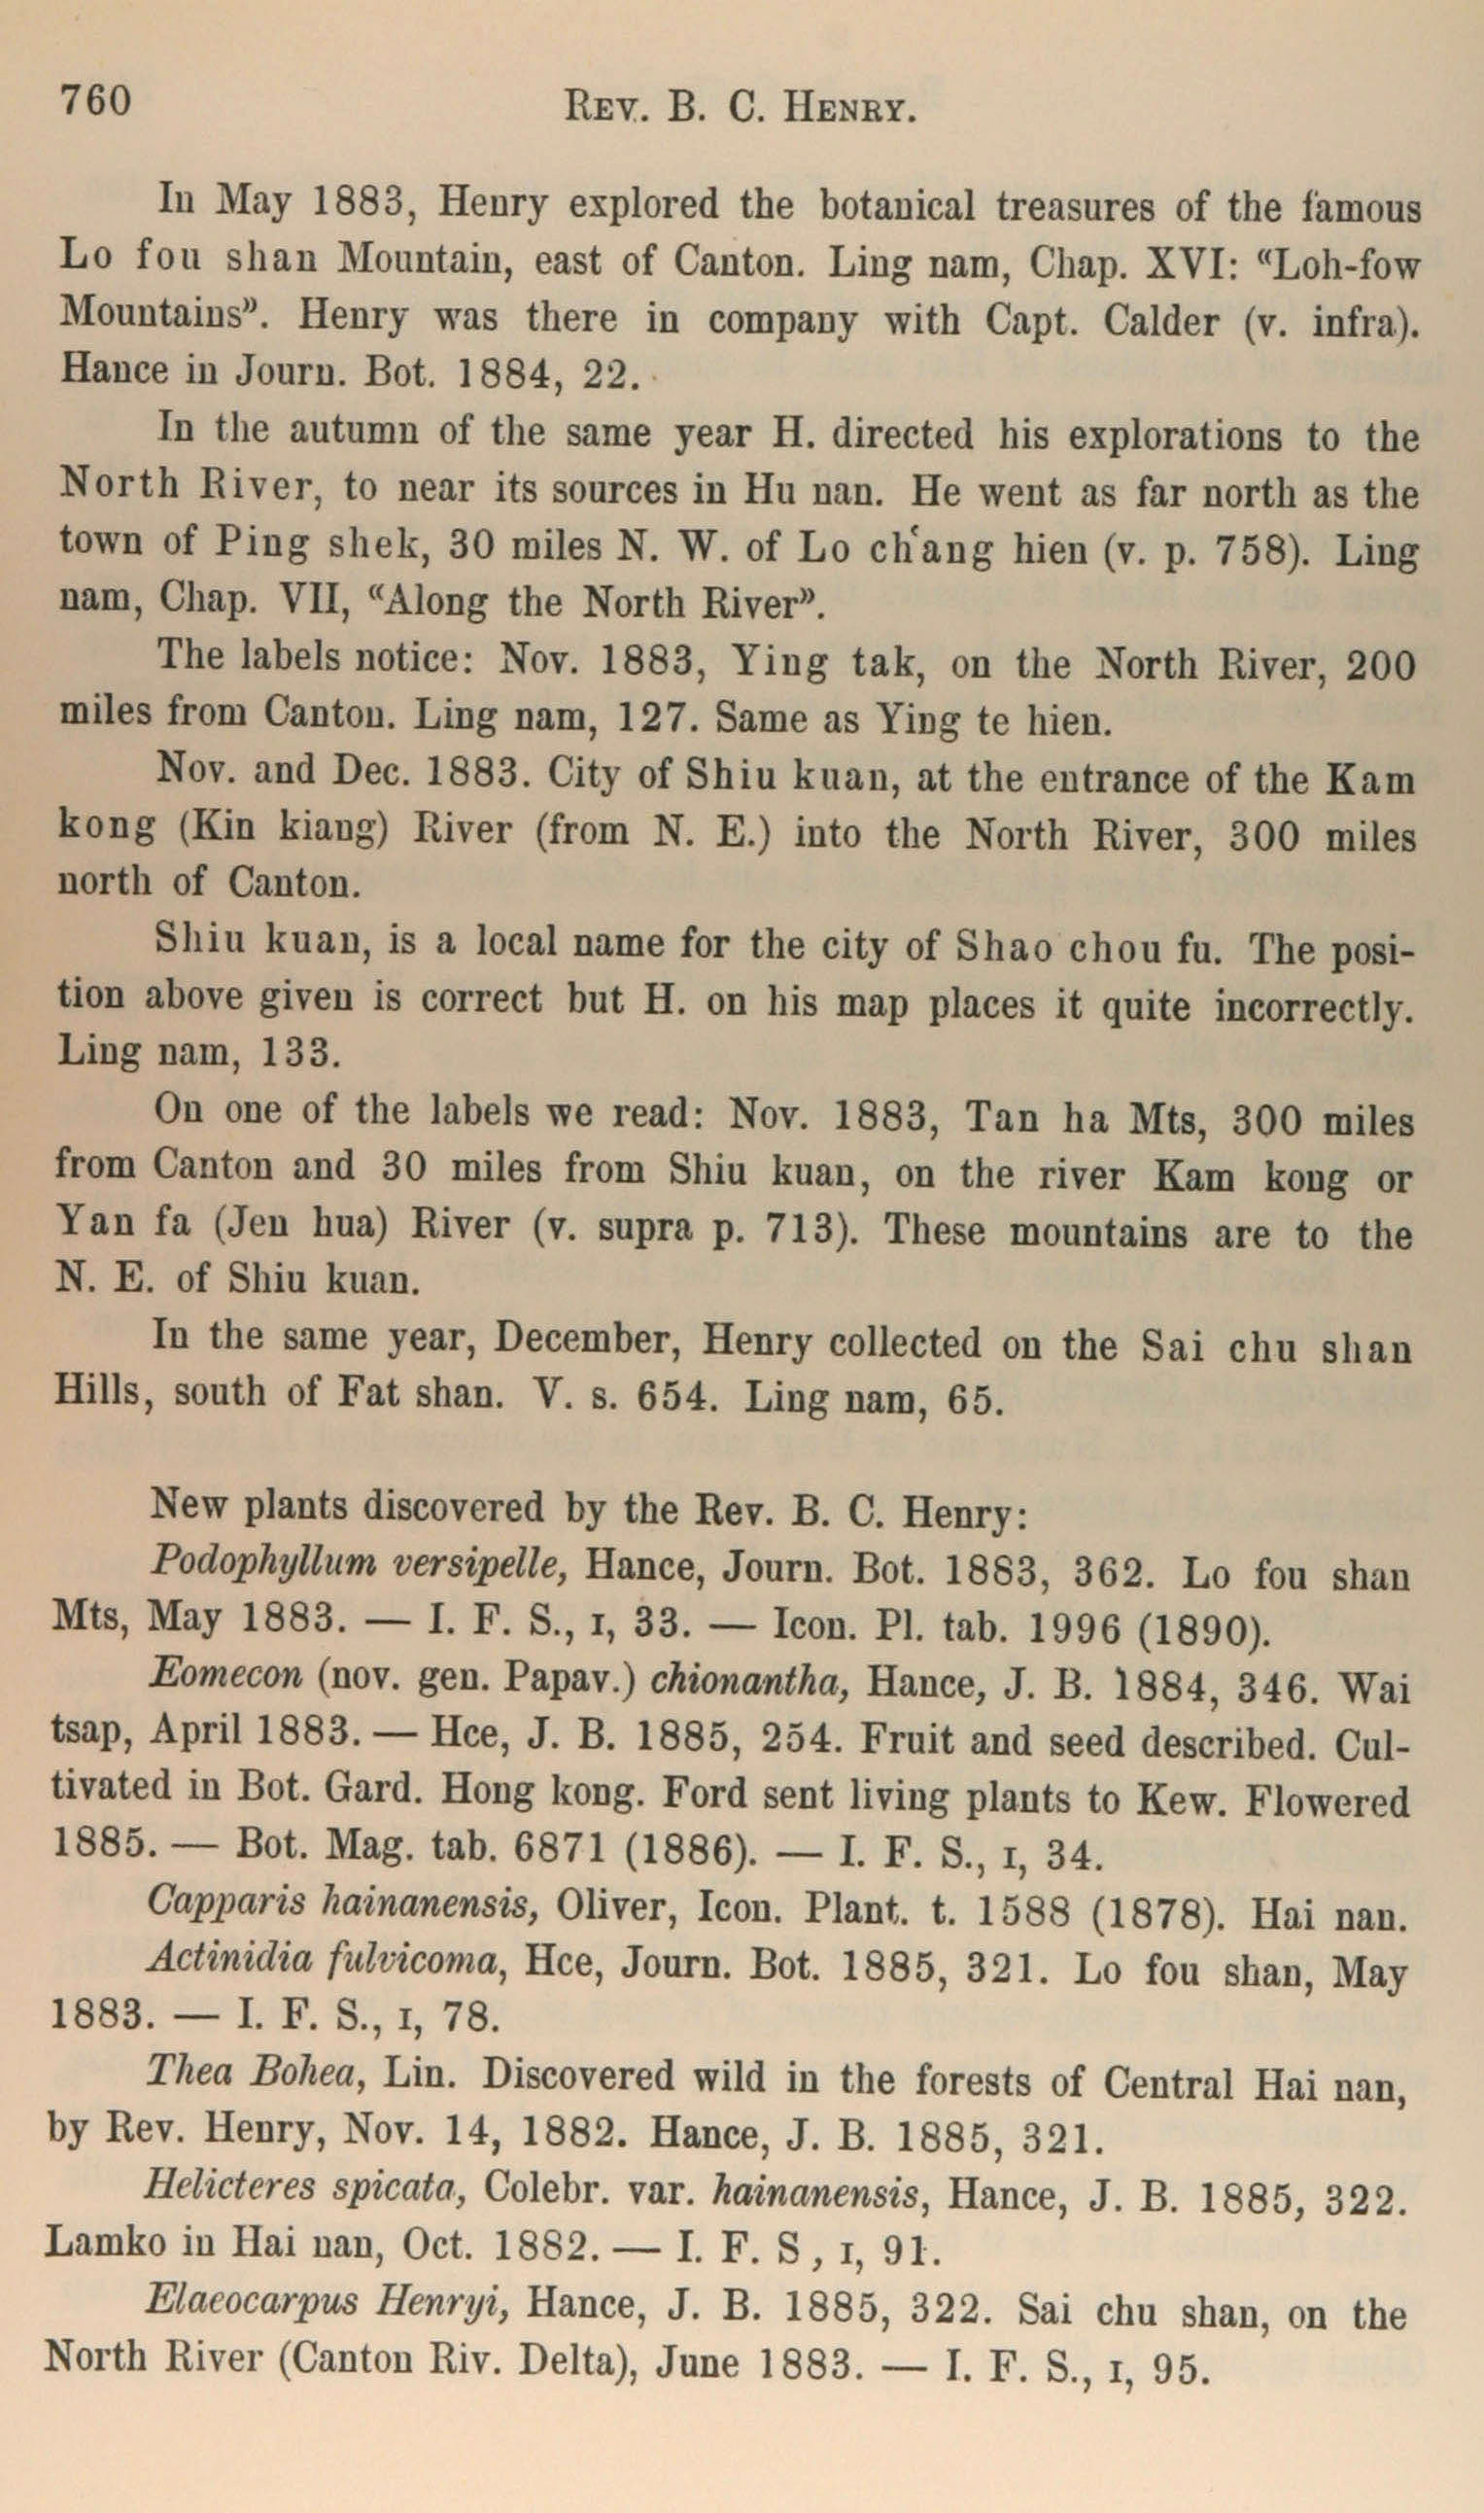 760
Rev. B. C. Henry.
In May 1883, Henry explored the botanical treasures of the famous
Lo fou shan Mountain, east of Canton. Ling nam, Chap. XVI: «Loh-fow
Mountains». Henry was there in company with Capt. Calder (v. infra).
Hance in Journ. Bot. 1884, 22.
In the autumn of the same year H. directed his explorations to the
North River, to near its sources in Hu nan. He went as far north as the
town of Ping shek, 30 miles N. W. of Lo ch‘ang hien (v. p. 758). Ling
nam, Chap. VII, «Along the North River».
The labels notice: Nov. 1883, Ying tak, on the North River, 200
miles from Canton. Ling nam, 127. Same as Ying te hien.
Nov. and Dec. 1883. City of Shiu kuan, at the entrance of the Kam
kong (Kin kiang) River (from N. E.) into the North River, 300 miles
north of Canton.
Shiu kuan, is a local name for the city of Shao chou fu. The posi-
tion above given is correct but H. on his map places it quite incorrectly.
Ling nam, 133.
On one of the labels we read: Nov. 1883, Tan ha Mts, 300 miles
from Canton and 30 miles from Shiu kuan, on the river Kam kong or
Yan fa (Jen hua) River (v. supra p. 713). These mountains are to the
N. E. of Shiu kuan.
In the same year, December, Henry collected on the Sai chu shan
Hills, south of Fat shan. V. s. 654. Ling nam, 65.
New plants discovered by the Rev. B. C. Henry:
Podophyllum versipelle, Hance, Journ. Bot. 1883, 362. Lo fou shan
Mts, May 1883. — I. F. S., I, 33. — Icon. Pl. tab. 1996 (1890).
Eomecon (nov. gen. Papav.) chionantha, Hance, J. B. 1884, 346. Wai
tsap, April 1883. — Hce, J. B. 1885, 254. Fruit and seed described. Cul-
tivated in Bot. Gard. Hong kong. Ford sent living plants to Kew. Flowered
1885. — Bot. Mag. tab. 6871 (1886). — I. F. S., I, 34.
Capparis hainanensis, Oliver, Icon. Plant. t. 1588 (1878). Hai nan.
Actinidia fulvicoma, Hce, Journ. Bot. 1885, 321. Lo fou shan, May
1883. — I. F. S., I, 78.
Thea Bohea, Lin. Discovered wild in the forests of Central Hai nan,
by Rev. Henry, Nov. 14, 1882. Hance, J. B. 1885, 321.
Helicteres spicata, Colebr. var. hainanensis, Hance, J. B. 1885, 322.
Lamko in Hai nan, Oct. 1882. — I. F. S , I, 91.
Elaeocarpus Henryi, Hance, J. B. 1885, 322. Sai chu shan, on the
North River (Canton Riv. Delta), June 1883. — I. F. S., I, 95.